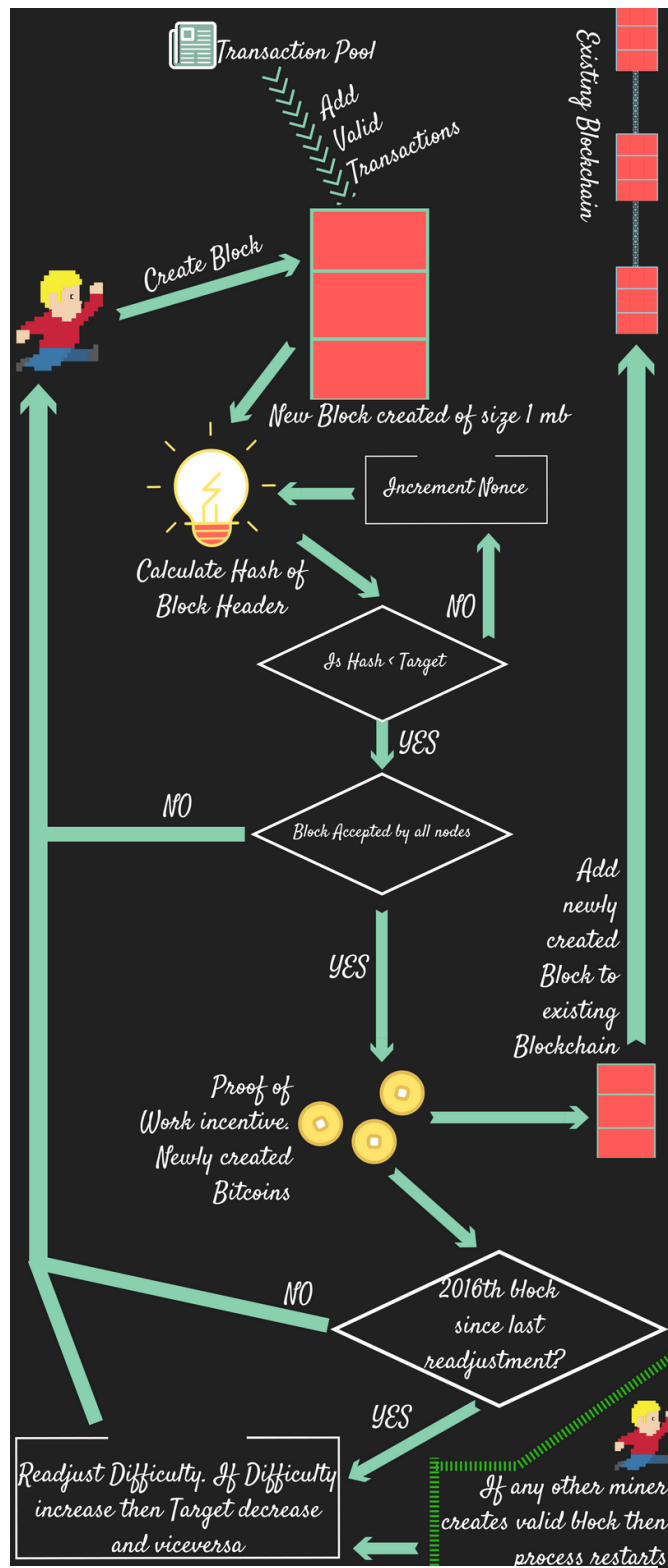 Transaction Pool
Add
Valid
Transactions
Existing Blockchain
Create Block
New Block created of size 1 mb
Increment Nonce
Calculate Hash of
Block Header
NO
Is Hash < Target
YES
NO
Block Accepted by all nodes
YES
Add
newly
created
Block to
existing
Blockchain
Proof of
Work incentive.
Newly created
Bitcoins
NO
2016th block
since last
readjustment?
YES
Readjust Difficulty. If Difficulty
increase then Target decrease
and viceversa
If any other miner
creates valid block then
process restarts